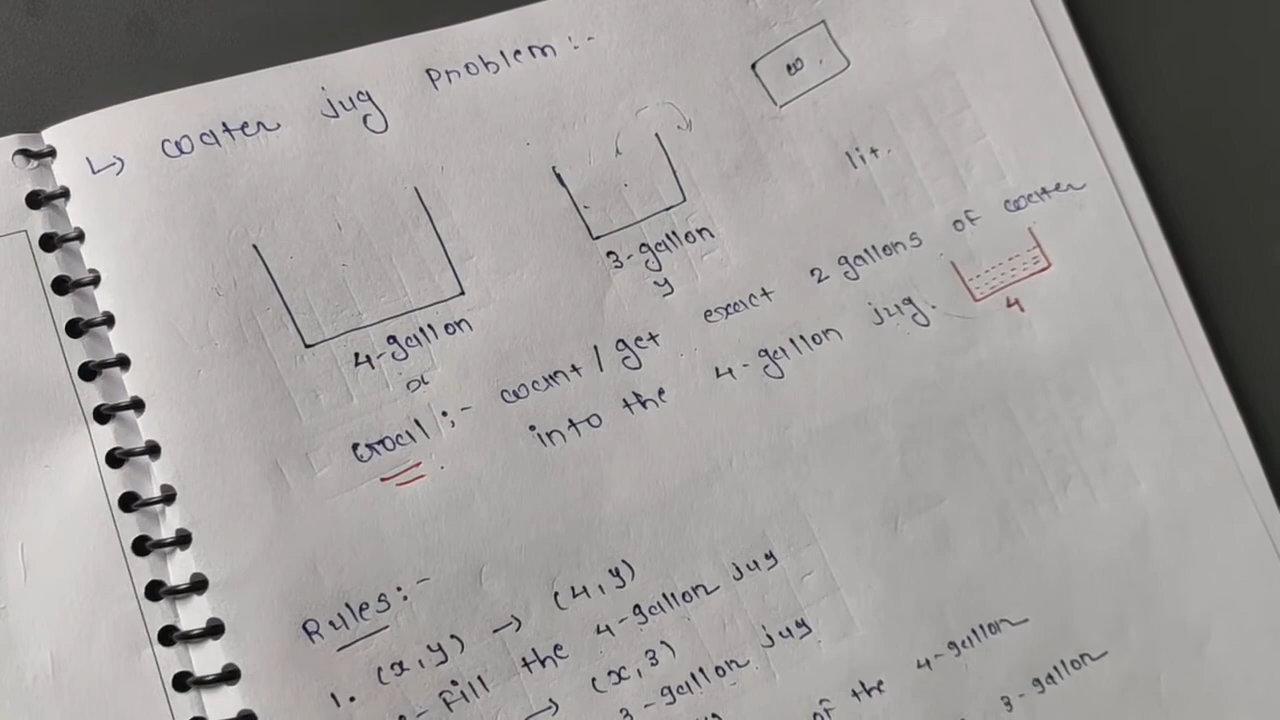 ↳ water jug problem :-
w.
lit.
4-gallon
x
3-gallon
y
Goal :- want / get exact 2 gallons of water
into the 4-gallon jug.
4
Rules :-
1. (x, y) → (4, y)
- Fill the 4-gallon jug
→ (x, 3)
3-gallon jug
of the 4-gallon
3-gallon